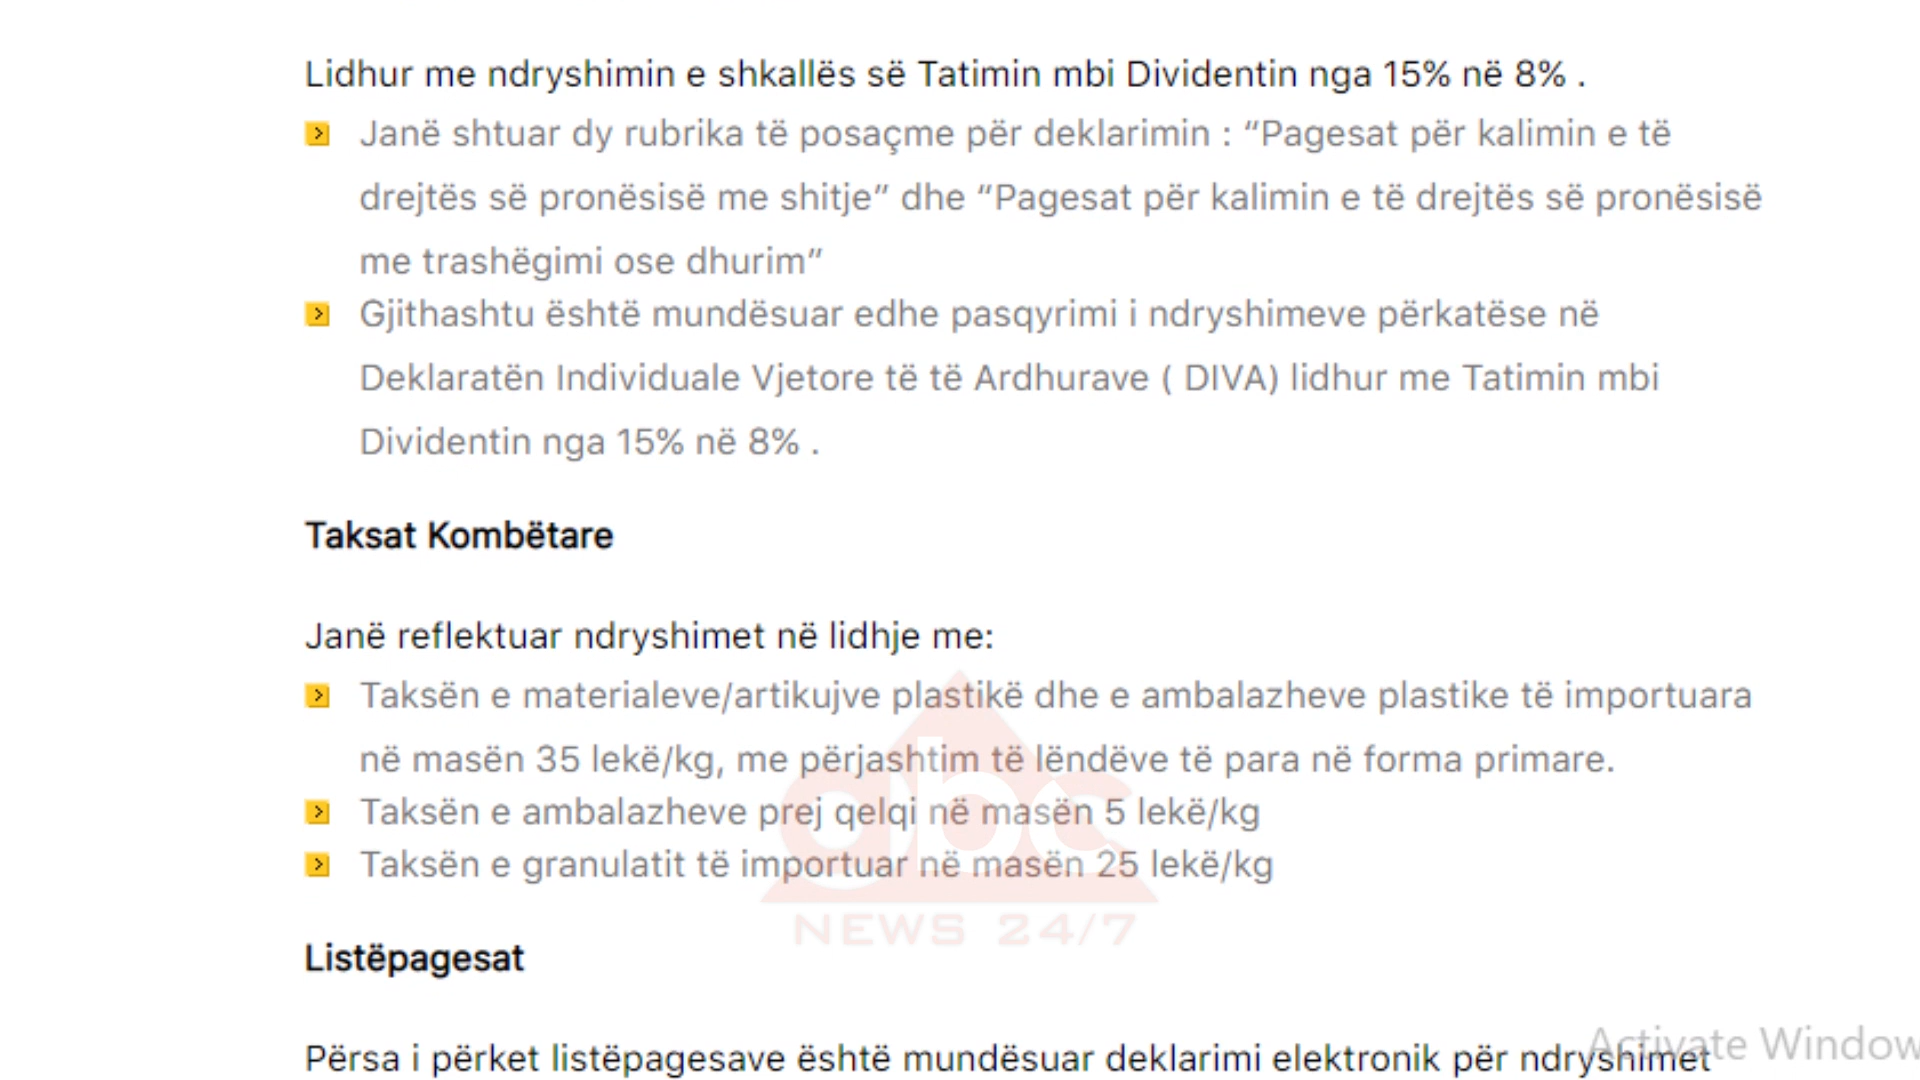 Lidhur me ndryshimin e shkallës së Tatimin mbi Dividentin nga 15% në 8% .
Janë shtuar dy rubrika të posaçme për deklarimin : “Pagesat për kalimin e të
drejtës së pronësisë me shitje” dhe “Pagesat për kalimin e të drejtës së pronësisë
me trashëgimi ose dhurim”
Gjithashtu është mundësuar edhe pasqyrimi i ndryshimeve përkatëse në
Deklaratën Individuale Vjetore të të Ardhurave ( DIVA) lidhur me Tatimin mbi
Dividentin nga 15% në 8% .
Taksat Kombëtare
Janë reflektuar ndryshimet në lidhje me:
Taksën e materialeve/artikujve plastikë dhe e ambalazheve plastike të importuara
në masën 35 lekë/kg, me përjashtim të lëndëve të para në forma primare.
Taksën e ambalazheve prej qelqi në masën 5 lekë/kg
Taksën e granulatit të importuar në masën 25 lekë/kg
abc
NEWS 24/7
Listëpagesat
Activate Window
Përsa i përket listëpagesave është mundësuar deklarimi elektronik për ndryshimet